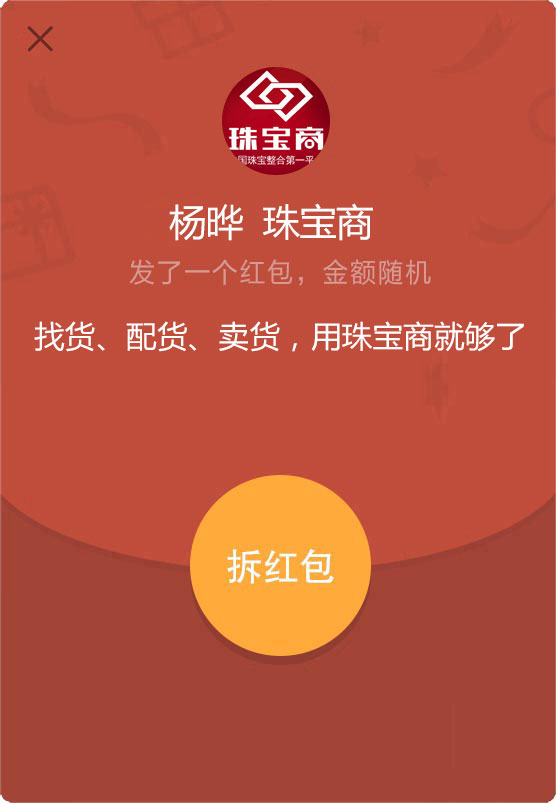 珠宝商
国珠宝整合第一平
杨晔 珠宝商
发了一个红包，金额随机
找货、配货、卖货，用珠宝商就够了
拆红包